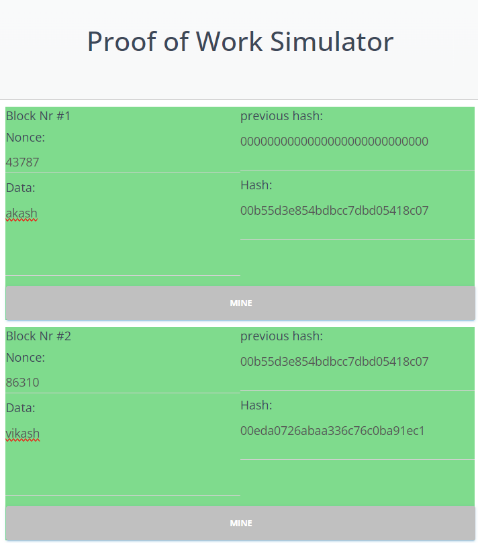 Proof of Work Simulator
Block Nr #1
Nonce:
43787
Data:
akash
previous hash:
0000000000000000000000000000
Hash:
00b55d3e854bdbcc7dbd05418c07
MINE
Block Nr #2
Nonce:
86310
Data:
vikash
previous hash:
00b55d3e854bdbcc7dbd05418c07
Hash:
00eda0726abaa336c76c0ba91ec1
MINE